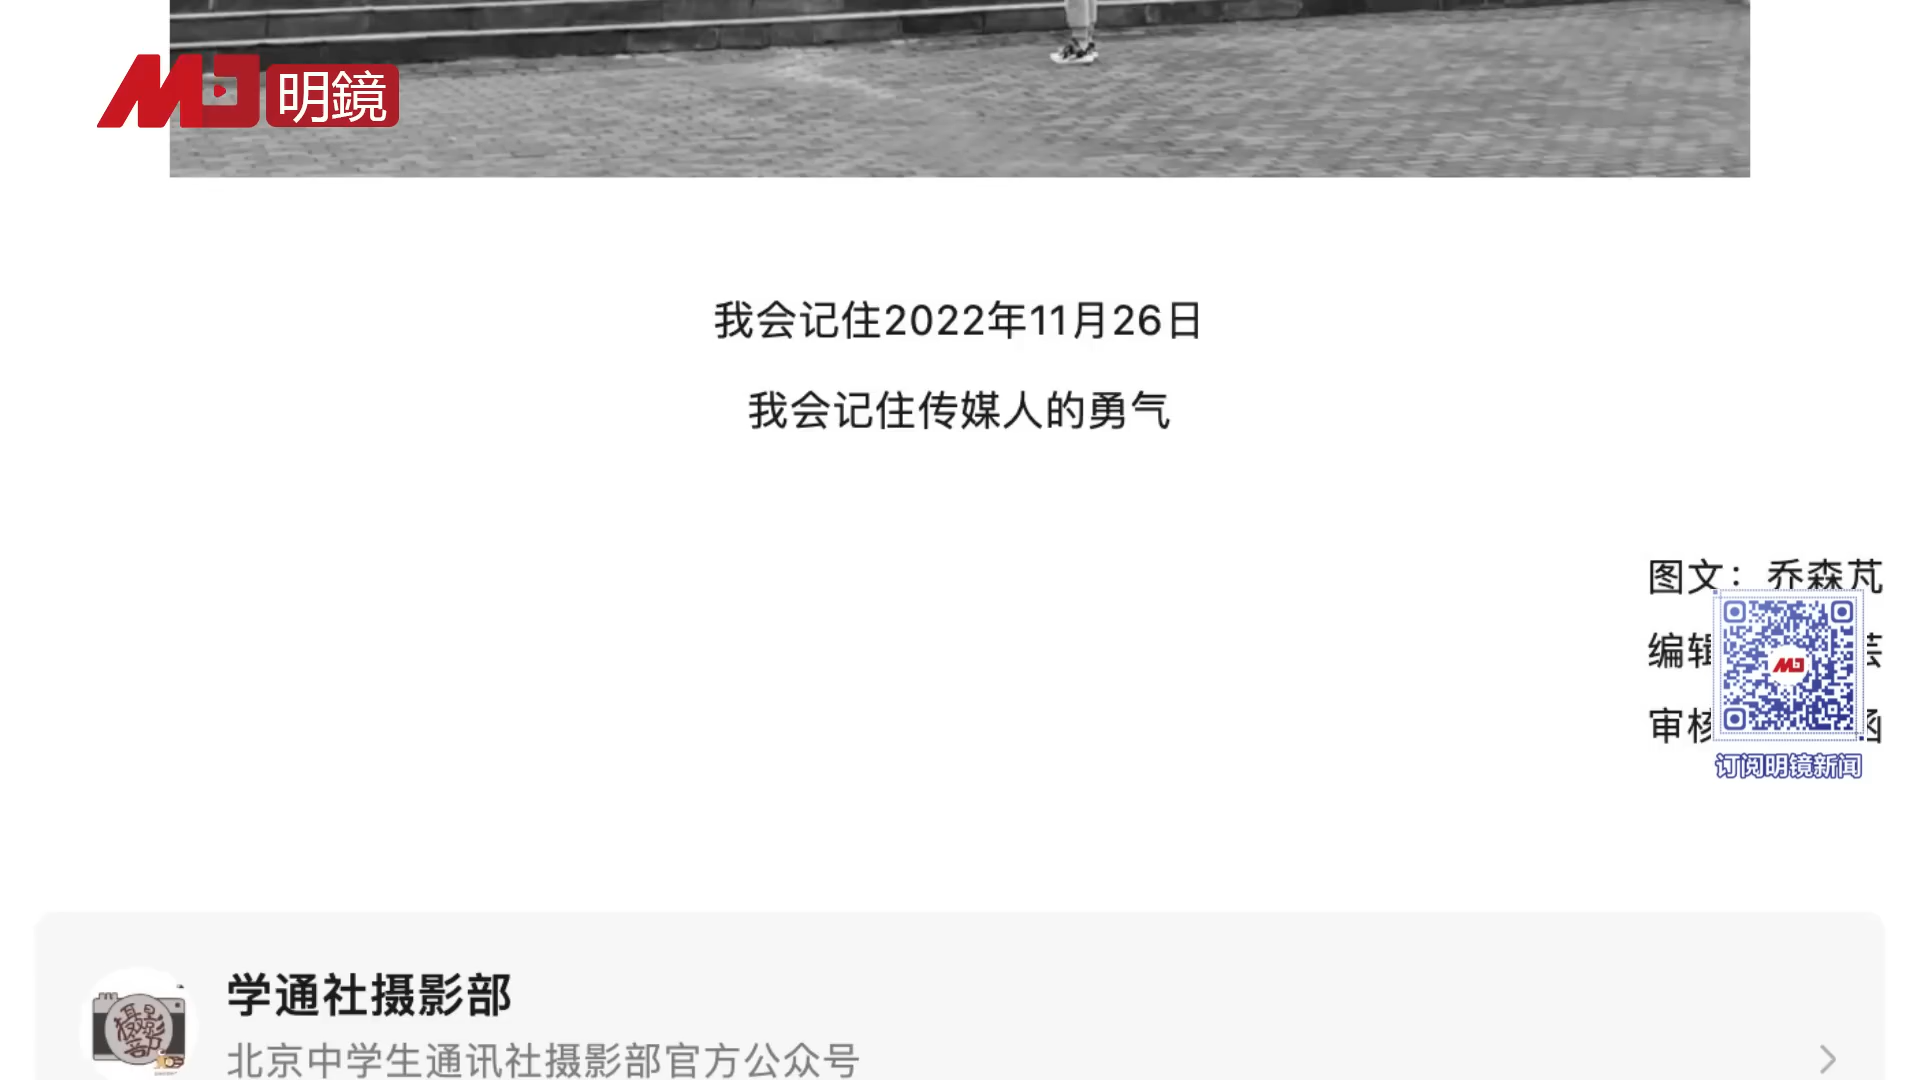 明鏡
我会记住2022年11月26日
我会记住传媒人的勇气
图文：乔森芃
编辑
审核
订阅明镜新闻
学通社摄影部
北京中学生通讯社摄影部官方公众号